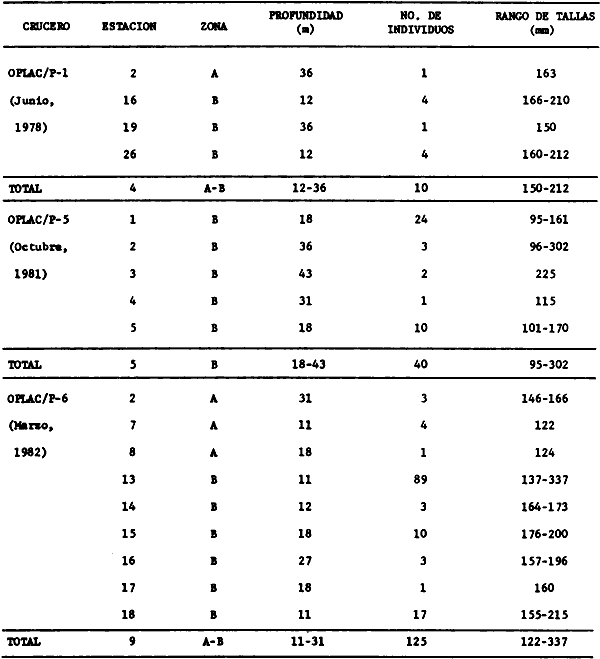 CRUCERO ESTACION ZONA PROFUNDIDAD (m) NO. DE INDIVIDUOS RANGO DE TALLAS (mm)
OPLAC/P-1 2 A 36 1 163
(Junio, 16 B 12 4 166-210
1978) 19 B 36 1 150
26 B 12 4 160-212
TOTAL 4 A-B 12-36 10 150-212
OPLAC/P-5 1 B 18 24 95-161
(Octubre, 2 B 36 3 96-302
1981) 3 B 43 2 225
4 B 31 1 115
5 B 18 10 101-170
TOTAL 5 B 18-43 40 95-302
OPLAC/P-6 2 A 31 3 146-166
(Marzo, 7 A 11 4 122
1982) 8 A 18 1 124
13 B 11 89 137-337
14 B 12 3 164-173
15 B 18 10 176-200
16 B 27 3 157-196
17 B 18 1 160
18 B 11 17 155-215
TOTAL 9 A-B 11-31 125 122-337